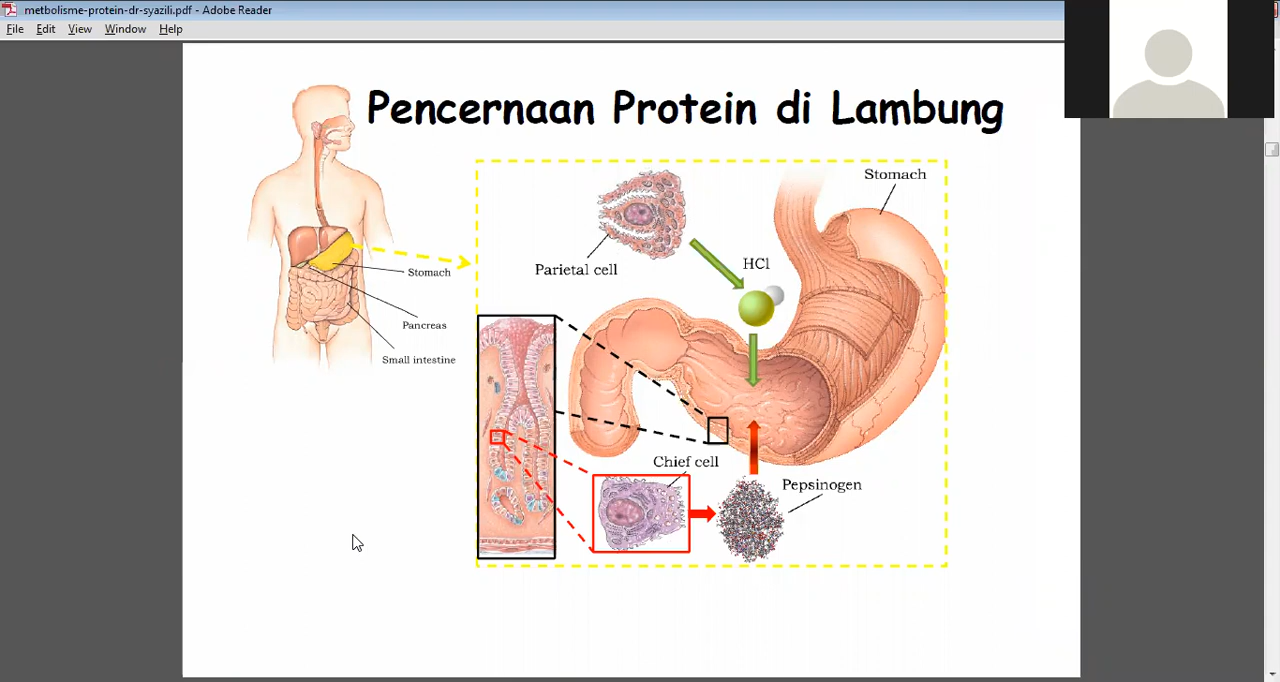 metbolisme-protein-dr-syazili.pdf - Adobe Reader
File Edit View Window Help
Pencernaan Protein di Lambung
Stomach
Parietal cell
HCl
Stomach
Pancreas
Small intestine
Chief cell
Pepsinogen